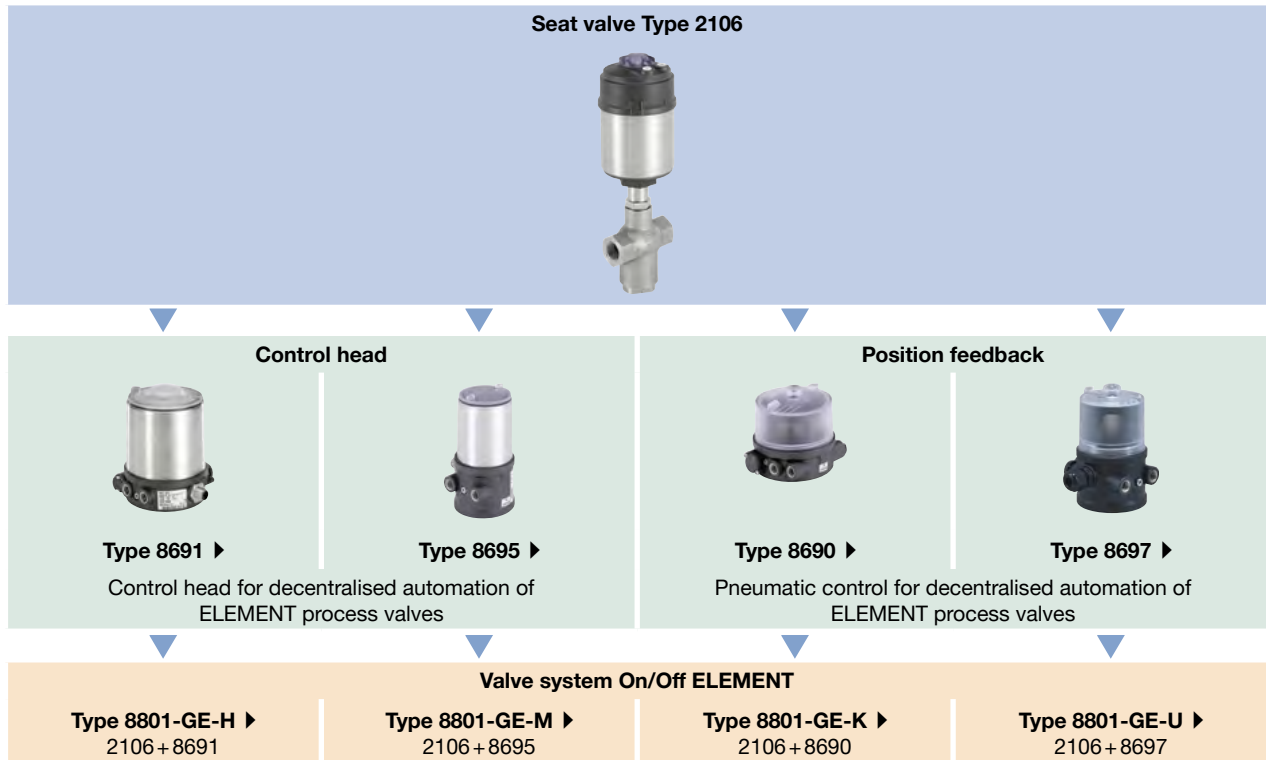 Seat valve Type 2106
Control head
Position feedback
Type 8691 ▶
Type 8695 ▶
Type 8690 ▶
Type 8697 ▶
Control head for decentralised automation of
ELEMENT process valves
Pneumatic control for decentralised automation of
ELEMENT process valves
Valve system On/Off ELEMENT
Type 8801-GE-H ▶
2106+8691
Type 8801-GE-M ▶
2106+8695
Type 8801-GE-K ▶
2106+8690
Type 8801-GE-U ▶
2106+8697